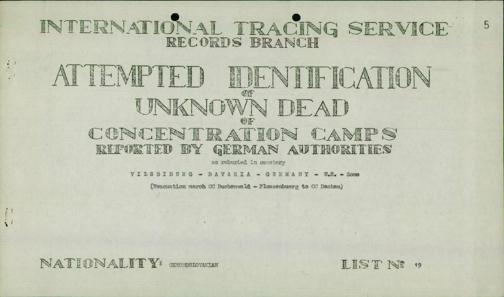 5
INTERNATIONAL TRACING SERVICE
RECORDS BRANCH
ATTEMPTED IDENTIFICATION
OF
UNKNOWN DEAD
OF
CONCENTRATION CAMPS
REPORTED BY GERMAN AUTHORITIES
as reburied in cemetery
VILSBIBURG - BAVARIA - GERMANY - U.S. - Zone
(Evacuation march CC Buchenwald - Flossenbuerg to CC Dachau)
NATIONALITY: CZECHOSLOVAKIAN
LIST No 19